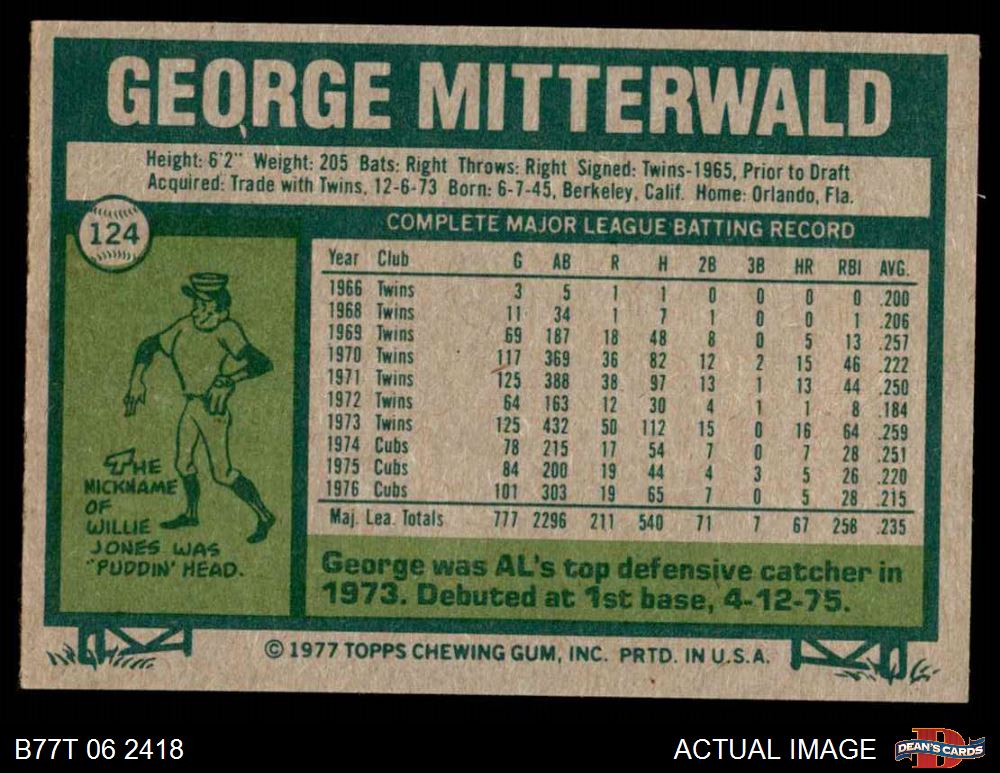 GEORGE MITTERWALD
Height: 6'2" Weight: 205 Bats: Right Throws: Right Signed: Twins-1965, Prior to Draft
Acquired: Trade with Twins, 12-6-73 Born: 6-7-45, Berkeley, Calif. Home: Orlando, Fla.
124
COMPLETE MAJOR LEAGUE BATTING RECORD
Year Club G AB R H 2B 3B HR RBI AVG.
1966 Twins 3 5 1 1 0 0 0 0 .200
1968 Twins 11 34 1 7 1 0 0 1 .206
1969 Twins 69 187 18 48 8 0 5 13 .257
1970 Twins 117 369 36 82 12 2 15 46 .222
1971 Twins 125 388 38 97 13 1 13 44 .250
1972 Twins 64 163 12 30 4 1 1 8 .184
1973 Twins 125 432 50 112 15 0 16 64 .259
1974 Cubs 78 215 17 54 7 0 7 28 .251
1975 Cubs 84 200 19 44 4 3 5 26 .220
1976 Cubs 101 303 19 65 7 0 5 28 .215
Maj. Lea. Totals 777 2296 211 540 71 7 67 258 .235
THE
NICKNAME
OF
WILLIE
JONES WAS
"PUDDIN' HEAD.
George was AL's top defensive catcher in
1973. Debuted at 1st base, 4-12-75.
© 1977 TOPPS CHEWING GUM, INC. PRTD. IN U.S.A.
B77T 06 2418
ACTUAL IMAGE
D
DEAN'S CARDS